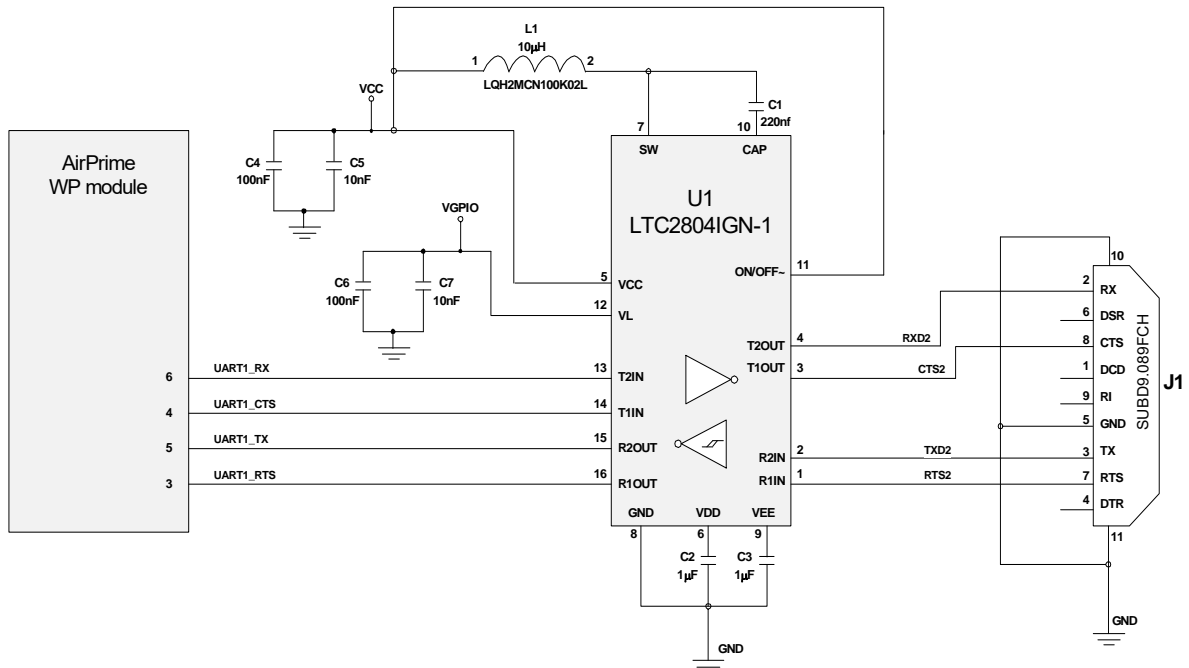 L1
10µH
1
2
LQH2MCN100K02L
VCC
C1
220nf
7
10
SW
CAP
AirPrime
WP module
C4
100nF
C5
10nF
U1
LTC2804IGN-1
VGPIO
11
ON/OFF~
10
5
VCC
C6
100nF
C7
10nF
12
VL
2
RX
6
DSR
4
RXD2
T2OUT
8
CTS
3
CTS2
T1OUT
1
DCD
9
RI
5
GND
SUBD9.089FCH
J1
6
UART1_RX
13
T2IN
4
UART1_CTS
14
T1IN
5
UART1_TX
15
R2OUT
R2IN
2
TXD2
3
TX
3
UART1_RTS
16
R1OUT
R1IN
1
RTS2
7
RTS
4
DTR
GND
VDD
VEE
8
6
9
11
C2
1µF
C3
1µF
GND
GND